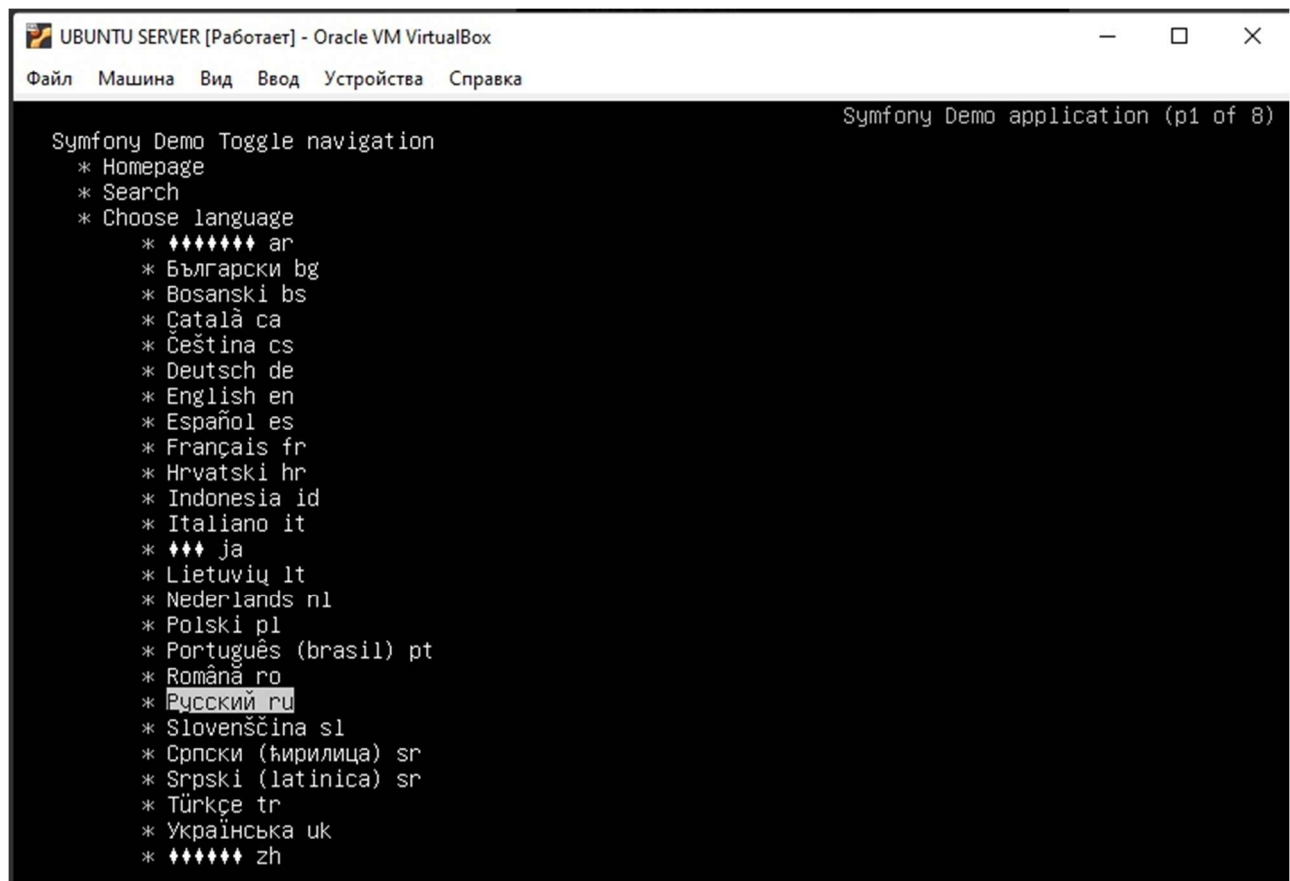 UBUNTU SERVER [Работает] - Oracle VM VirtualBox
Файл Машина Вид Ввод Устройства Справка
Symfony Demo application (p1 of 8)
Symfony Demo Toggle navigation
* Homepage
* Search
* Choose language
* ♦♦♦♦♦♦♦ ar
* Български bg
* Bosanski bs
* Català ca
* Čeština cs
* Deutsch de
* English en
* Español es
* Français fr
* Hrvatski hr
* Indonesia id
* Italiano it
* ♦♦♦ ja
* Lietuvių lt
* Nederlands nl
* Polski pl
* Português (brasil) pt
* Română ro
* Русский ru
* Slovenščina sl
* Српски (ћирилица) sr
* Srpski (latinica) sr
* Türkçe tr
* Українська uk
* ♦♦♦♦♦♦ zh